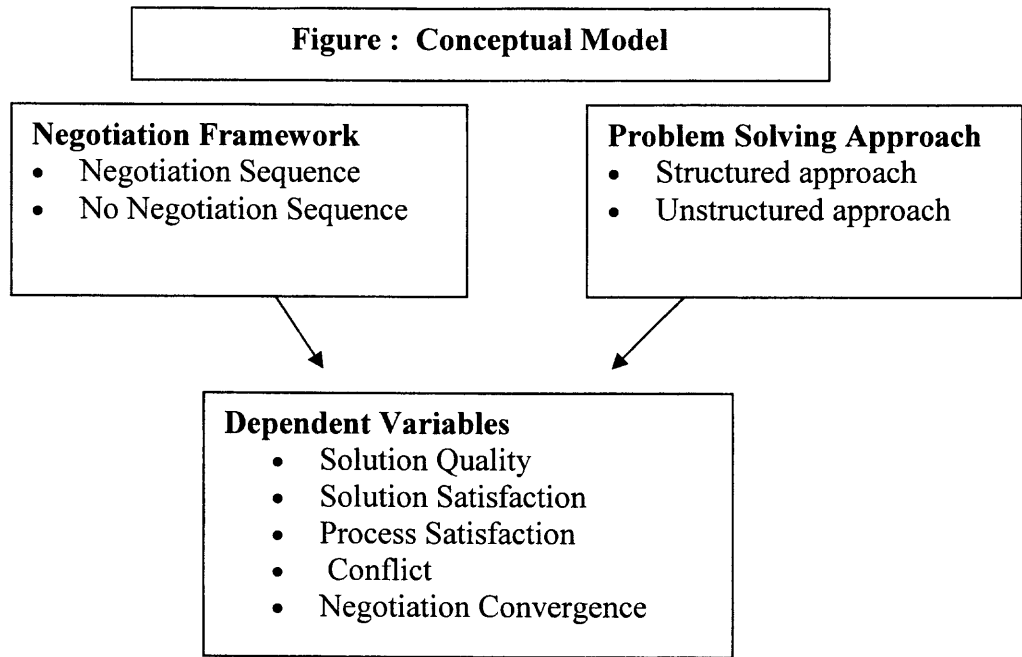 Figure : Conceptual Model
Negotiation Framework
• Negotiation Sequence
• No Negotiation Sequence
Problem Solving Approach
• Structured approach
• Unstructured approach
Dependent Variables
• Solution Quality
• Solution Satisfaction
• Process Satisfaction
• Conflict
• Negotiation Convergence